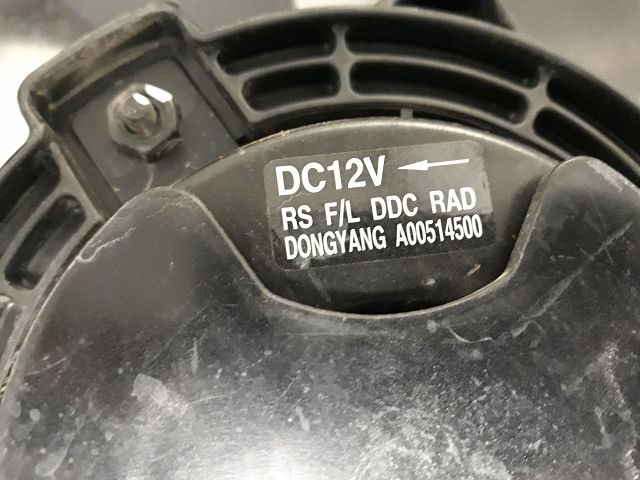 DC12V ←
RS F/L DDC RAD
DONGYANG A00514500